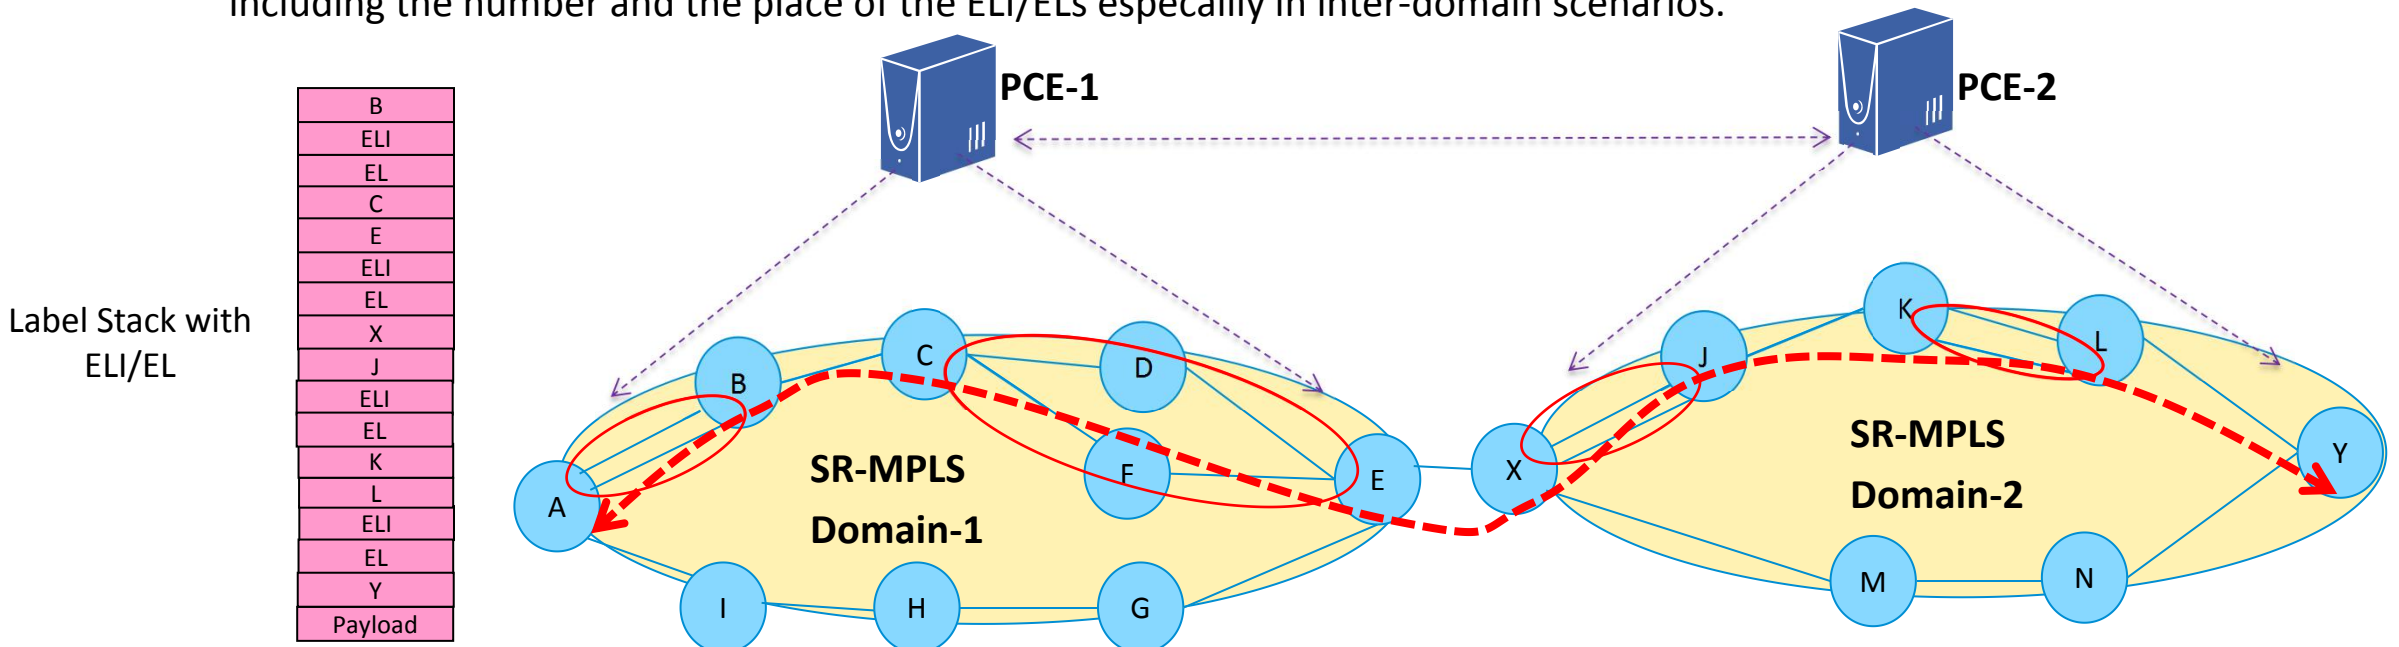 including the number and the place of the ELI/ELs especailly in inter-domain scenarios.
PCE-1
PCE-2
Label Stack with
ELI/EL
B
ELI
EL
C
E
ELI
EL
X
J
ELI
EL
K
L
ELI
EL
Y
Payload
A
B
C
D
E
F
G
H
I
SR-MPLS
Domain-1
X
J
K
L
Y
M
N
SR-MPLS
Domain-2